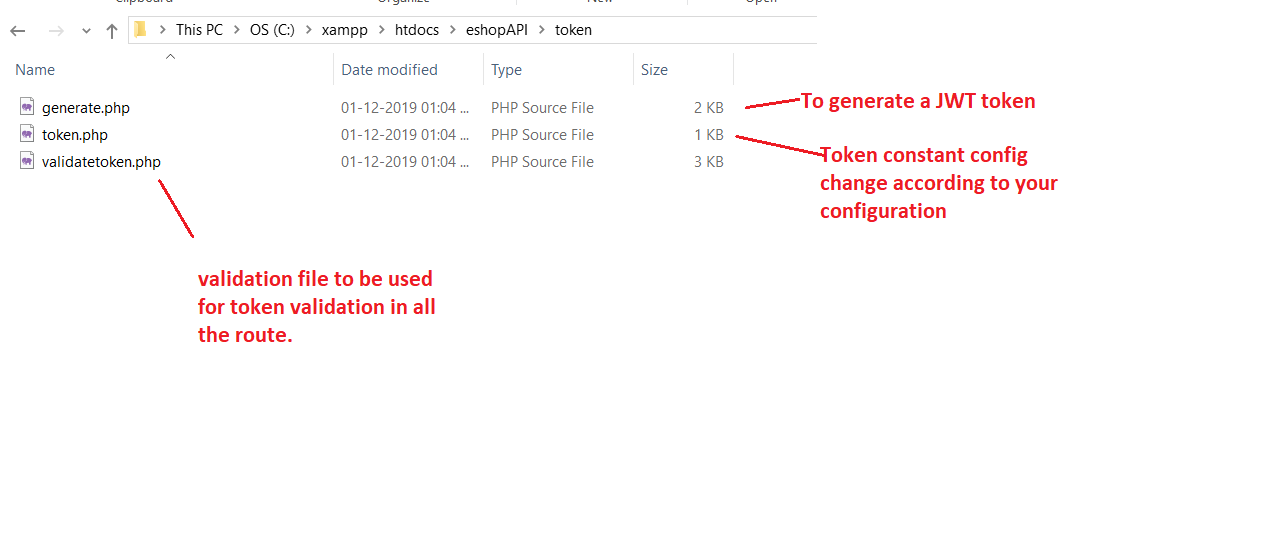 Clipboard Organize New Open
This PC > OS (C:) > xampp > htdocs > eshopAPI > token
Name Date modified Type Size
generate.php 01-12-2019 01:04 ... PHP Source File 2 KB
To generate a JWT token
token.php 01-12-2019 01:04 ... PHP Source File 1 KB
Token constant config
change according to your
configuration
validatetoken.php 01-12-2019 01:04 ... PHP Source File 3 KB
validation file to be used
for token validation in all
the route.